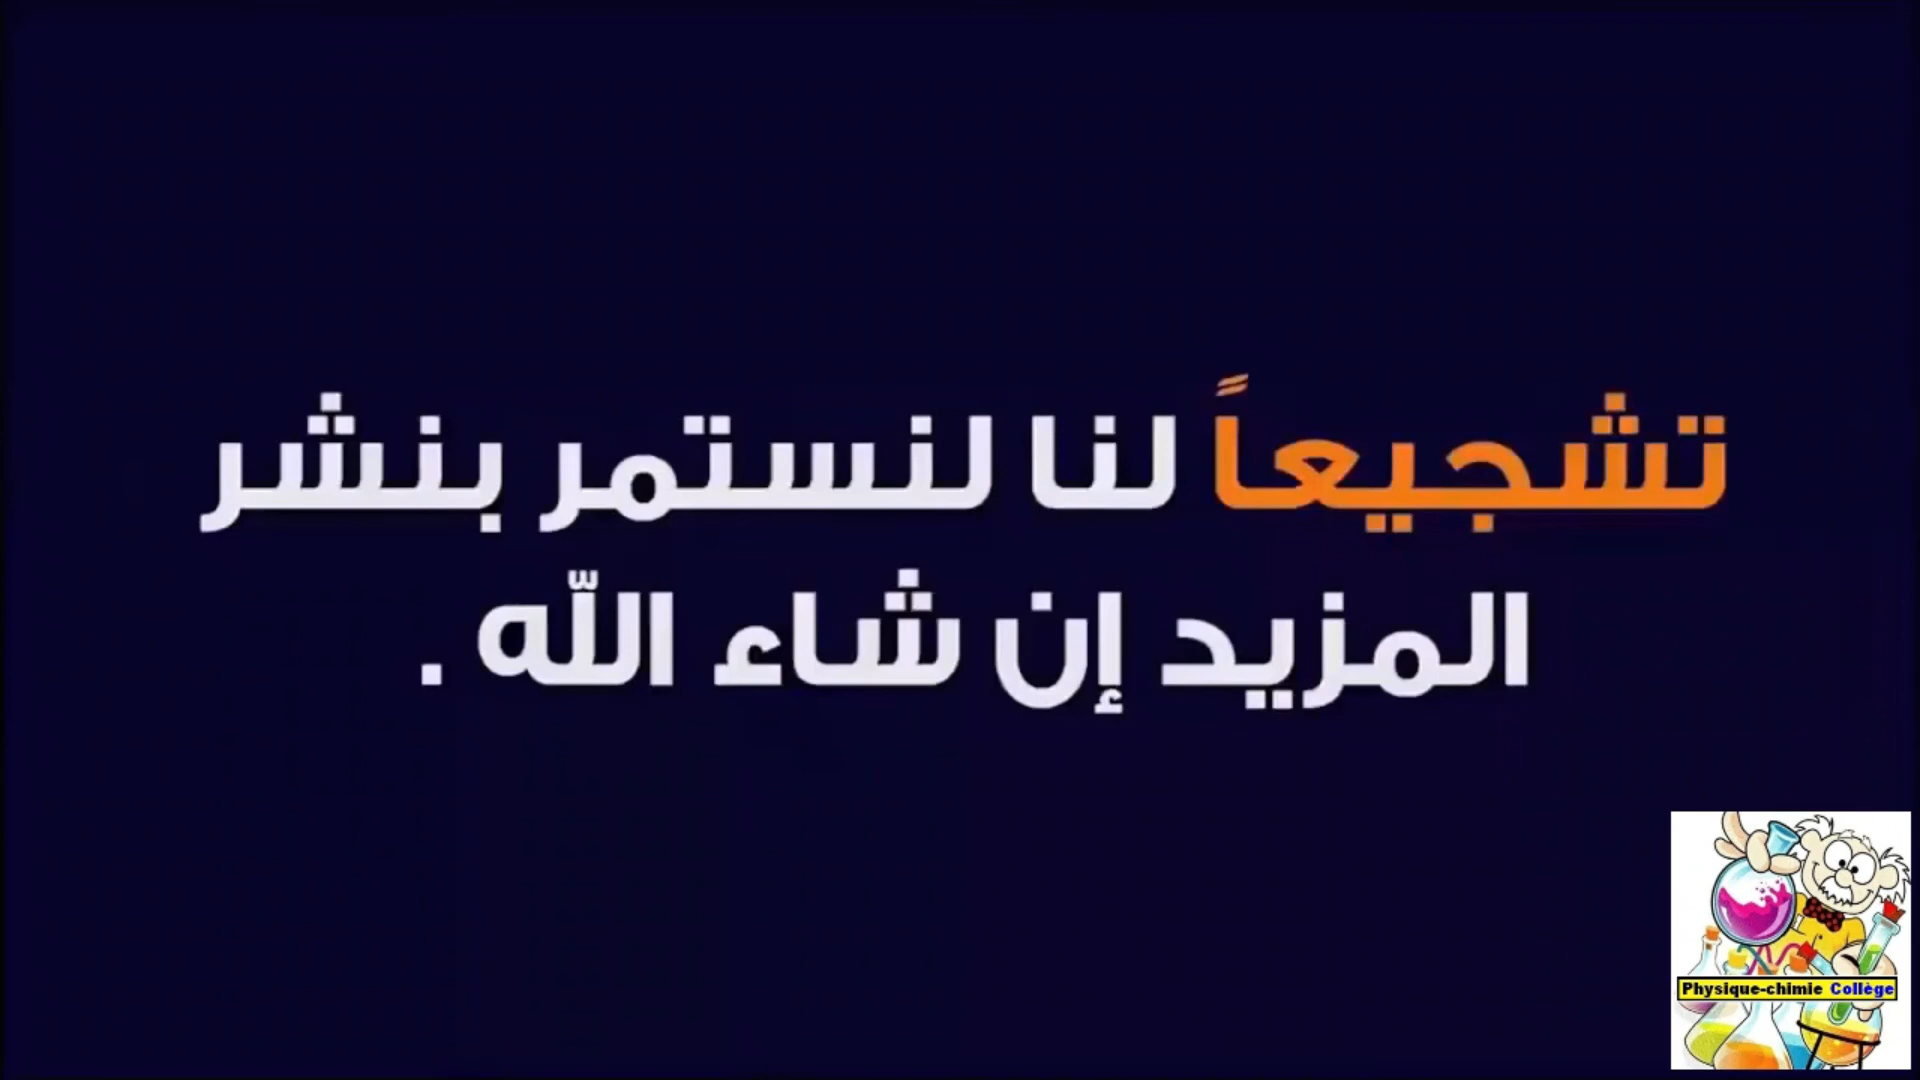 تشجيعاً لنا لنستمر بنشر
المزيد إن شاء اللّه .
Physique-chimie Collège